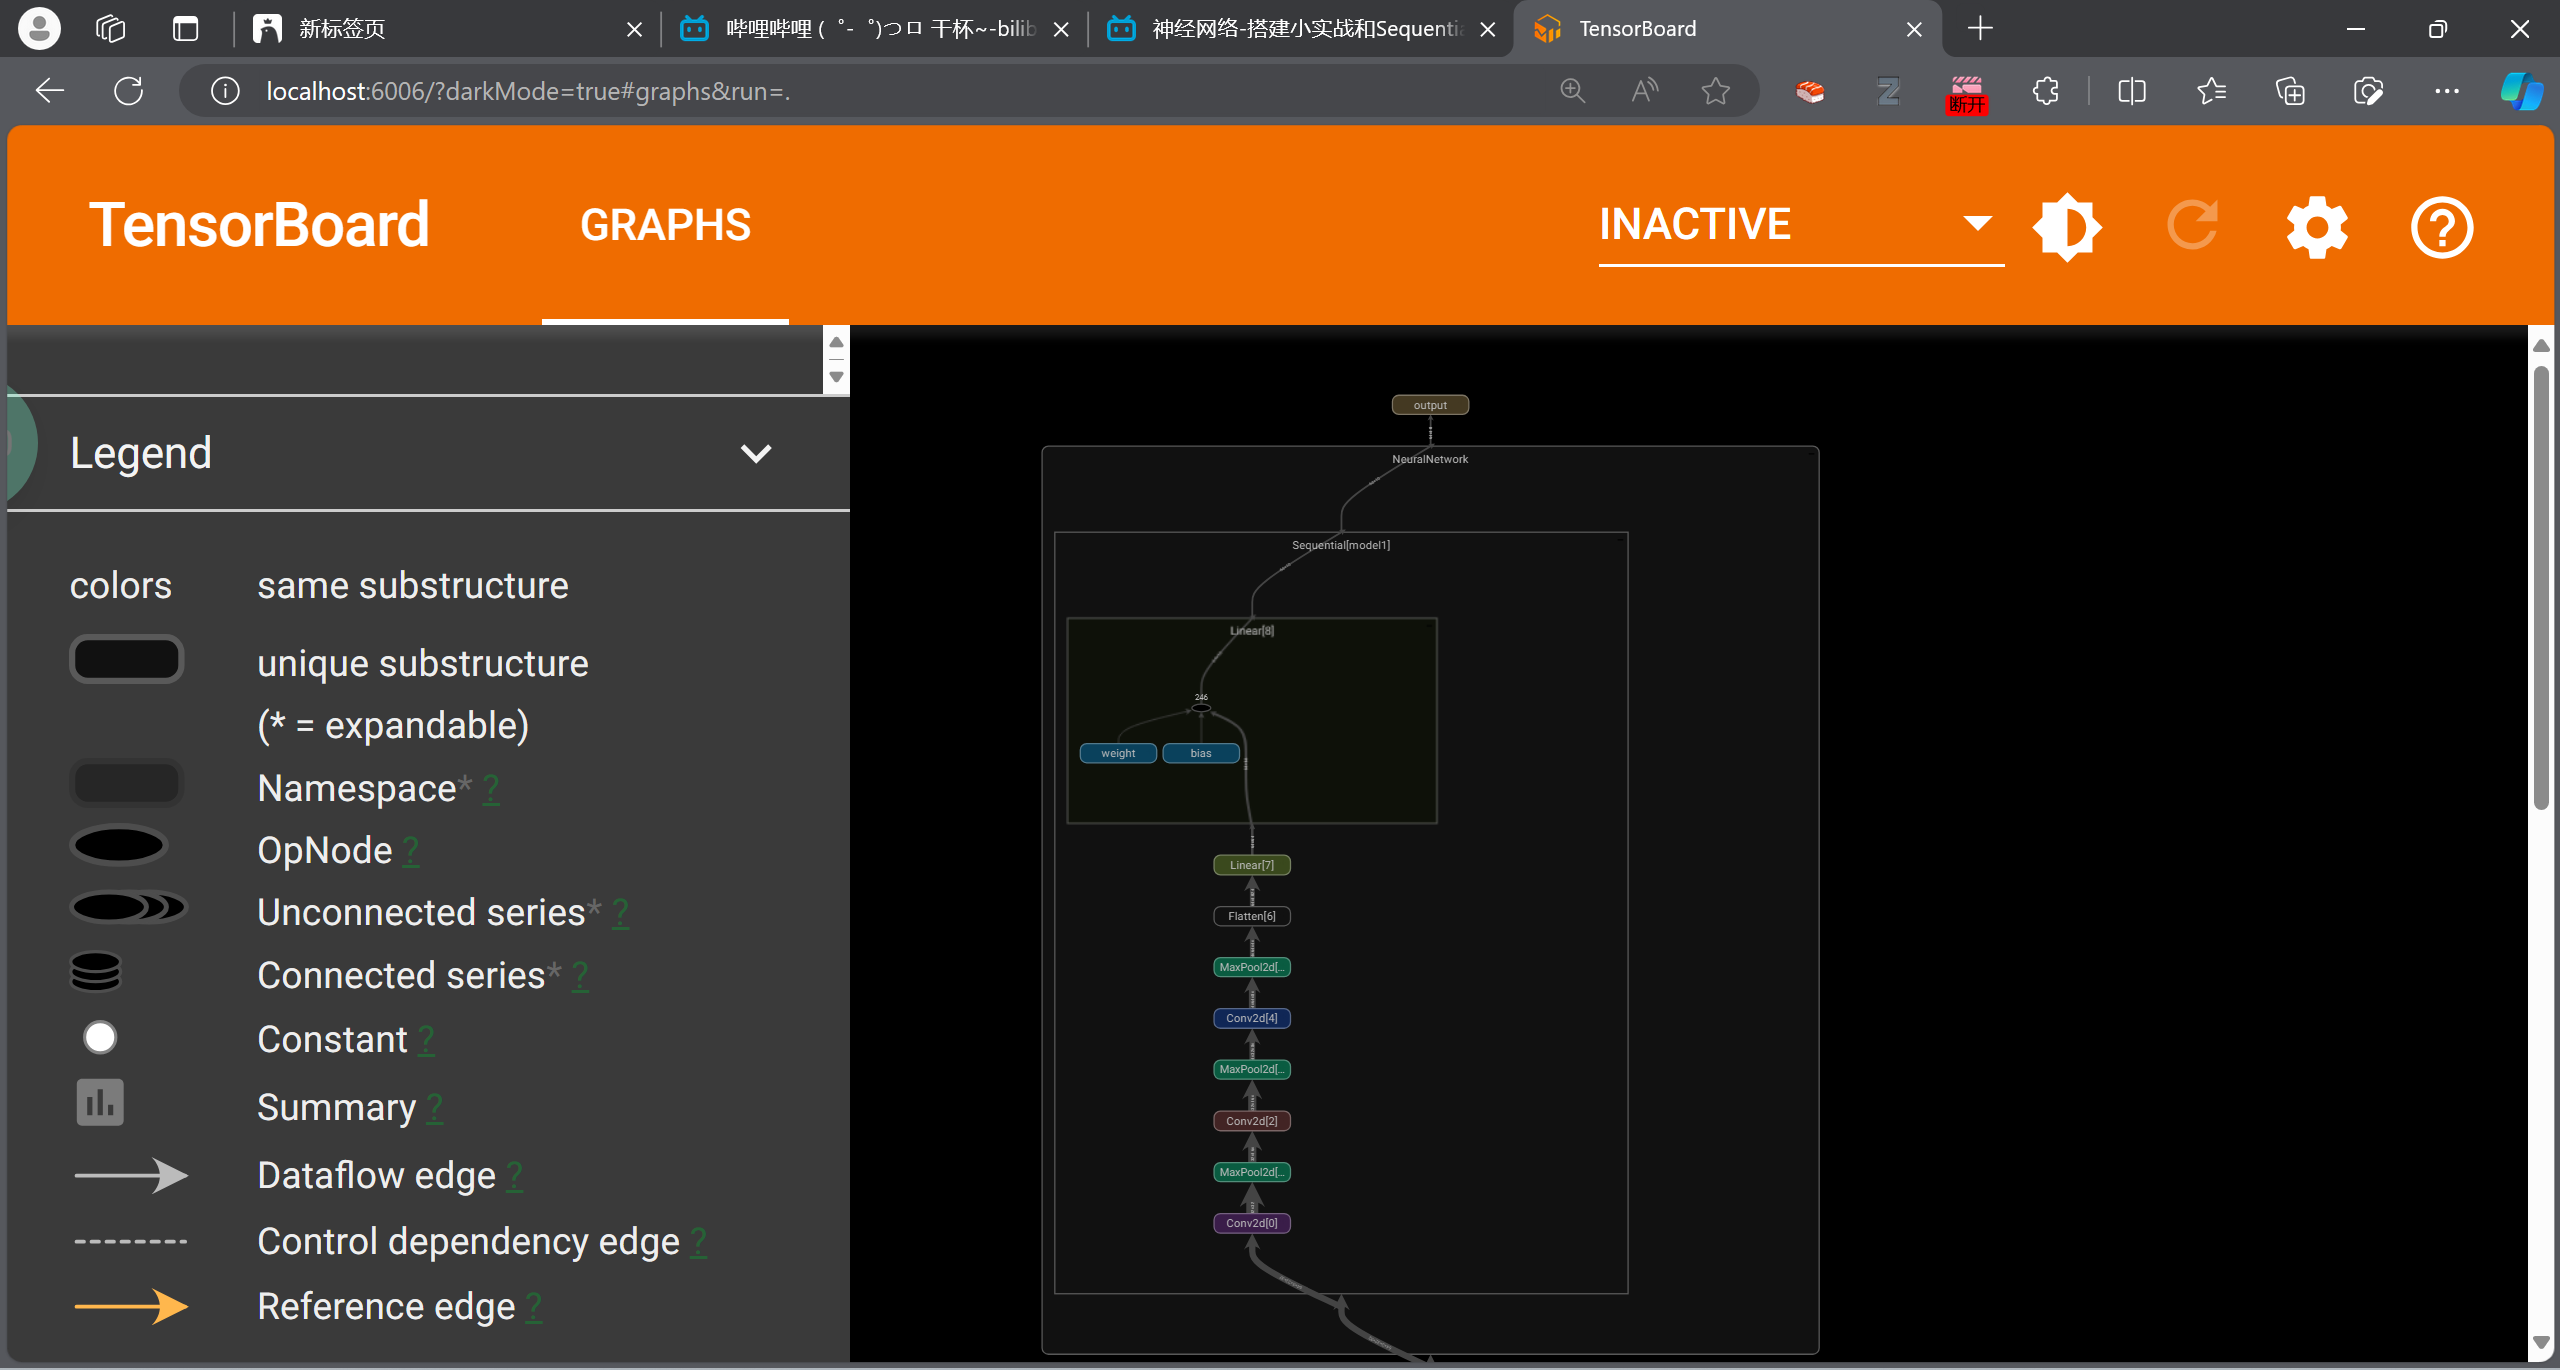 新标签页
哔哩哔哩 (゜-゜)つロ 干杯~-bilib
神经网络-搭建小实战和Sequentia
TensorBoard
localhost:6006/?darkMode=true#graphs&run=.
断开
TensorBoard
GRAPHS
INACTIVE
Legend
colors same substructure
unique substructure
(* = expandable)
Namespace* ?
OpNode ?
Unconnected series* ?
Connected series* ?
Constant ?
Summary ?
Dataflow edge ?
Control dependency edge ?
Reference edge ?
output
NeuralNetwork
Sequential[model1]
Linear[8]
246
weight
bias
Linear[7]
Flatten[6]
MaxPool2d[...
Conv2d[4]
MaxPool2d[...
Conv2d[2]
MaxPool2d[...
Conv2d[0]